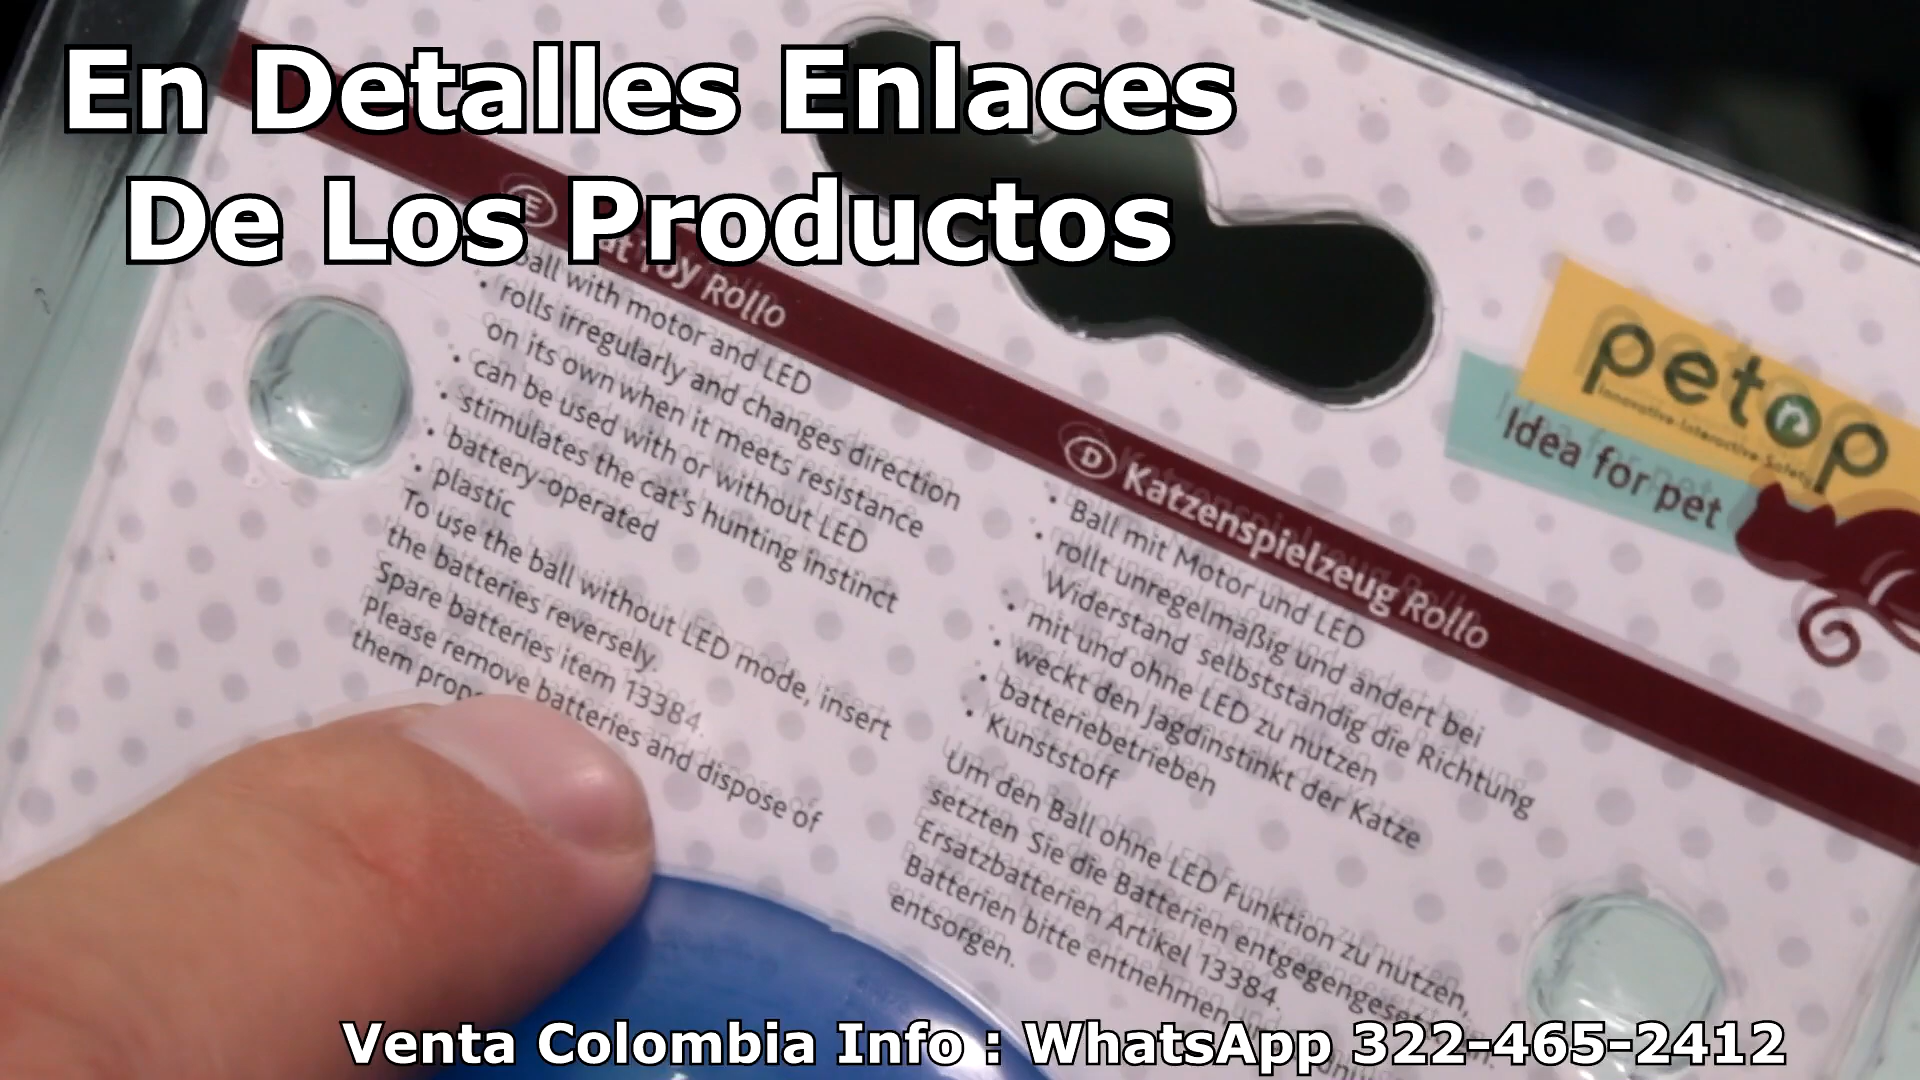 En Detalles Enlaces
De Los Productos
E at Toy Rollo
ball with motor and LED
• rolls irregularly and changes direction
on its own when it meets resistance
• can be used with or without LED
• stimulates the cat's hunting instinct
• battery-operated
• plastic
To use the ball without LED mode, insert
the batteries reversely.
Spare batteries item 13384.
Please remove batteries and dispose of
them prop
D Katzenspielzeug Rollo
• Ball mit Motor und LED
• rollt unregelmäßig und ändert bei
Widerstand selbstständig die Richtung
• mit und ohne LED zu nutzen
• weckt den Jagdinstinkt der Katze
• batteriebetrieben
• Kunststoff
Um den Ball ohne LED Funktion zu nutzen,
setzten Sie die Batterien entgegengeset
Ersatzbatterien Artikel 13384.
Batterien bitte entnehmen
entsorgen.
petop
Innovative·Interactive·Safety
Idea for pet
Venta Colombia Info : WhatsApp 322-465-2412